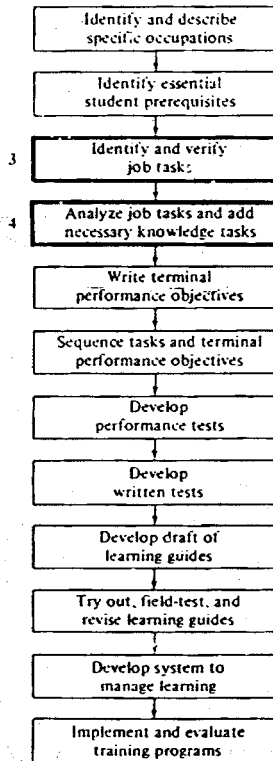 Identify and describe
specific occupations
Identify essential
student prerequisites
3
Identify and verify
job tasks
4
Analyze job tasks and add
necessary knowledge tasks
Write terminal
performance objectives
Sequence tasks and terminal
performance objectives
Develop
performance tests
Develop
written tests
Develop draft of
learning guides
Try out, field-test, and
revise learning guides
Develop system to
manage learning
Implement and evaluate
training programs